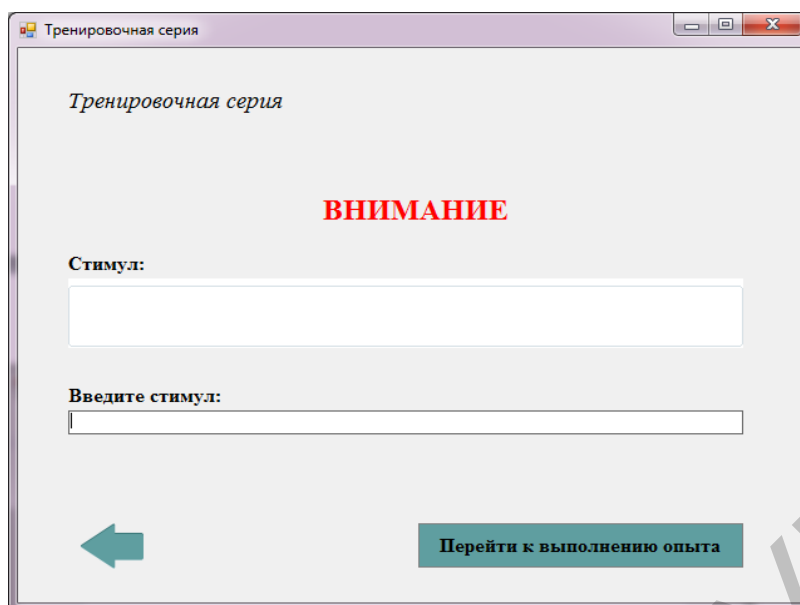 Тренировочная серия
Тренировочная серия
ВНИМАНИЕ
Стимул:
Введите стимул:
Перейти к выполнению опыта